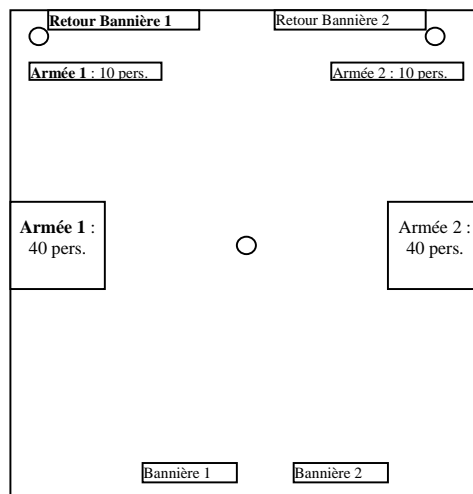 Retour Bannière 1
Retour Bannière 2
Armée 1 : 10 pers.
Armée 2 : 10 pers.
Armée 1 :
40 pers.
Armée 2 :
40 pers.
Bannière 1
Bannière 2